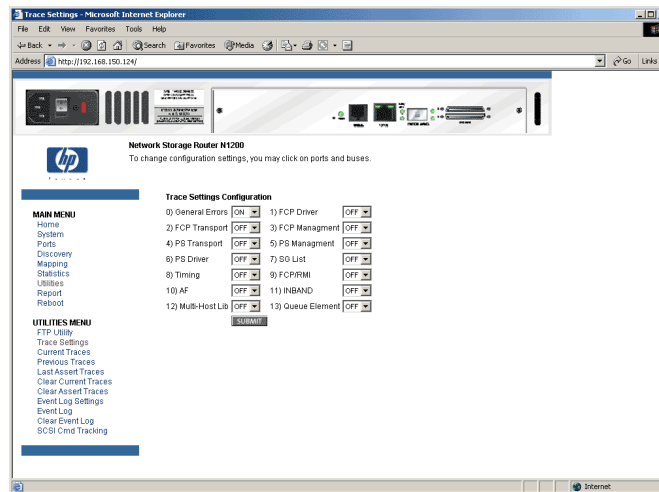 Trace Settings - Microsoft Internet Explorer
File Edit View Favorites Tools Help
Back Search Favorites Media
Address http://192.168.150.124/ Go Links
hp
i n v e n t
Network Storage Router N1200
To change configuration settings, you may click on ports and buses.
Trace Settings Configuration
0) General Errors ON 1) FCP Driver OFF
2) FCP Transport OFF 3) FCP Managment OFF
4) PS Transport OFF 5) PS Managment OFF
6) PS Driver OFF 7) SG List OFF
8) Timing OFF 9) FCP/RMI OFF
10) AF OFF 11) INBAND OFF
12) Multi-Host Lib OFF 13) Queue Element OFF
SUBMIT
MAIN MENU
Home
System
Ports
Discovery
Mapping
Statistics
Utilities
Report
Reboot
UTILITIES MENU
FTP Utility
Trace Settings
Current Traces
Previous Traces
Last Assert Traces
Clear Current Traces
Clear Assert Traces
Event Log Settings
Event Log
Clear Event Log
SCSI Cmd Tracking
Internet